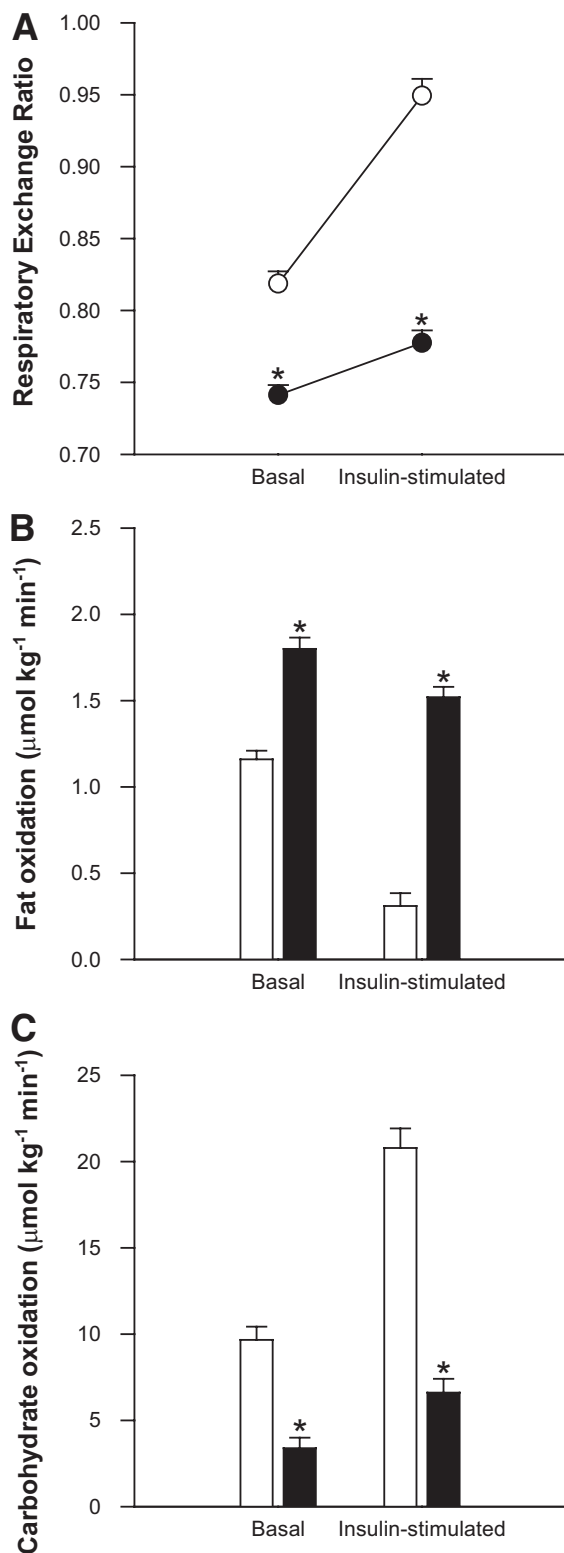 A
Respiratory Exchange Ratio
1.00
0.95
0.90
0.85
0.80
0.75
0.70
*
*
Basal Insulin-stimulated
B
Fat oxidation (μmol kg⁻¹ min⁻¹)
2.5
2.0
1.5
1.0
0.5
0.0
*
*
Basal Insulin-stimulated
C
Carbohydrate oxidation (μmol kg⁻¹ min⁻¹)
25
20
15
10
5
0
*
*
Basal Insulin-stimulated